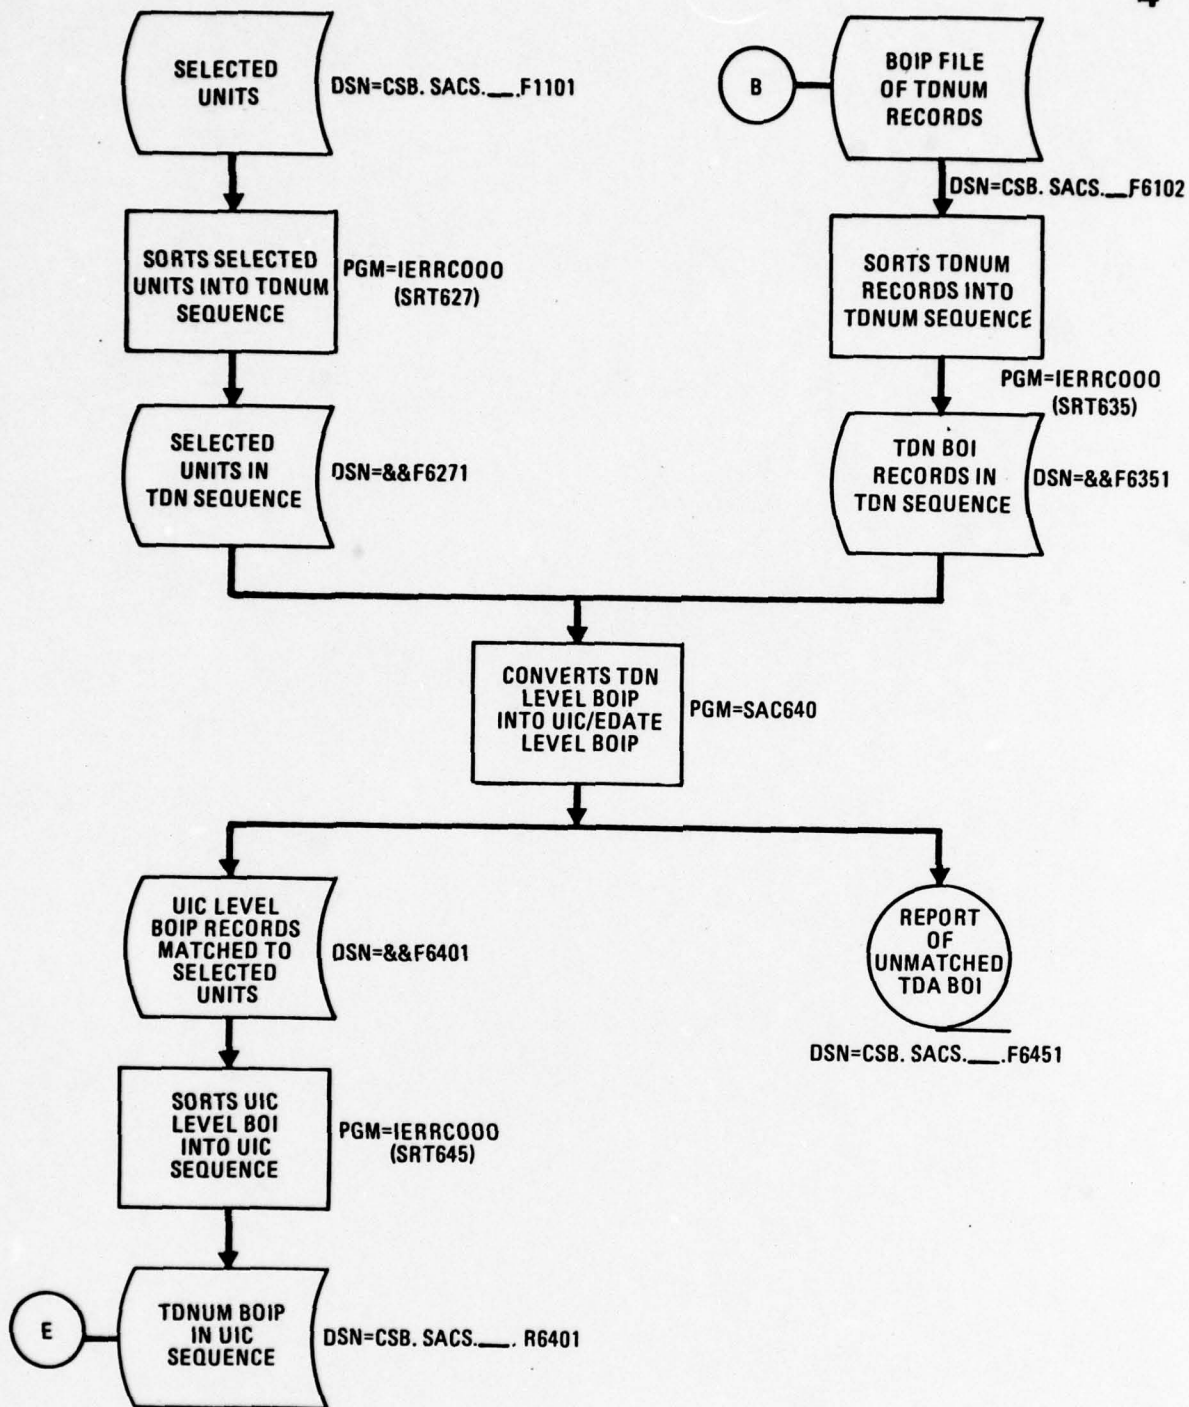 4
SELECTED
UNITS
DSN=CSB. SACS.__.F1101
B
BOIP FILE
OF TDNUM
RECORDS
DSN=CSB. SACS.__F6102
SORTS SELECTED
UNITS INTO TDNUM
SEQUENCE
PGM=IERRC000
(SRT627)
SORTS TDNUM
RECORDS INTO
TDNUM SEQUENCE
PGM=IERRC000
(SRT635)
SELECTED
UNITS IN
TDN SEQUENCE
DSN=&&F6271
TDN BOI
RECORDS IN
TDN SEQUENCE
DSN=&&F6351
CONVERTS TDN
LEVEL BOIP
INTO UIC/EDATE
LEVEL BOIP
PGM=SAC640
UIC LEVEL
BOIP RECORDS
MATCHED TO
SELECTED
UNITS
DSN=&&F6401
REPORT
OF
UNMATCHED
TDA BOI
DSN=CSB. SACS.__.F6451
SORTS UIC
LEVEL BOI
INTO UIC
SEQUENCE
PGM=IERRC000
(SRT645)
E
TDNUM BOIP
IN UIC
SEQUENCE
DSN=CSB. SACS.__. R6401